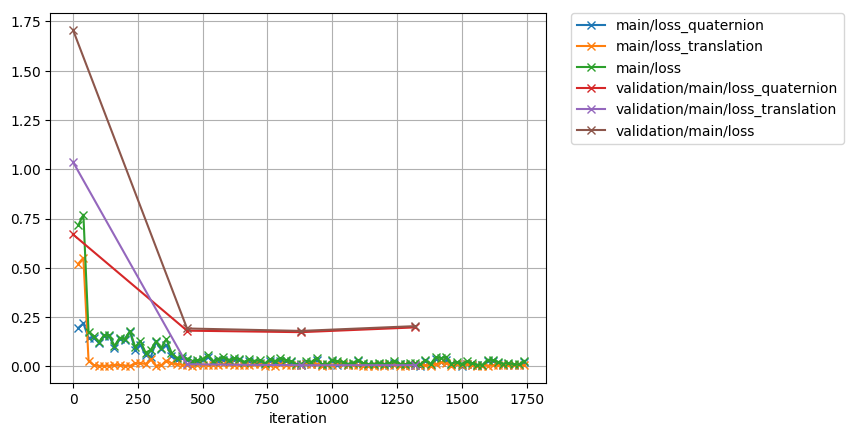 1.75
1.50
1.25
1.00
0.75
0.50
0.25
0.00
0 250 500 750 1000 1250 1500 1750
iteration
main/loss_quaternion
main/loss_translation
main/loss
validation/main/loss_quaternion
validation/main/loss_translation
validation/main/loss